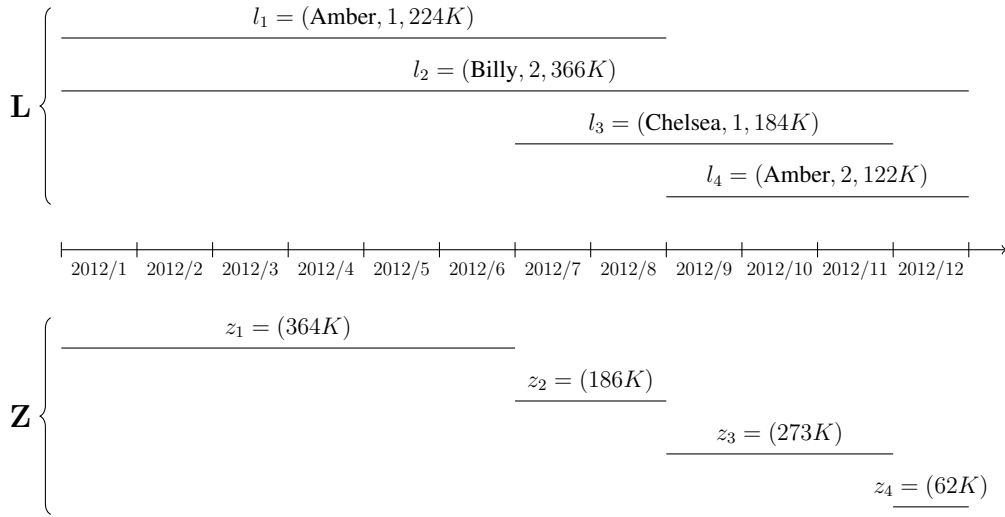 l₁ = (Amber, 1, 224K)
l₂ = (Billy, 2, 366K)
L
l₃ = (Chelsea, 1, 184K)
l₄ = (Amber, 2, 122K)
2012/1 2012/2 2012/3 2012/4 2012/5 2012/6 2012/7 2012/8 2012/9 2012/10 2012/11 2012/12
z₁ = (364K)
z₂ = (186K)
Z
z₃ = (273K)
z₄ = (62K)